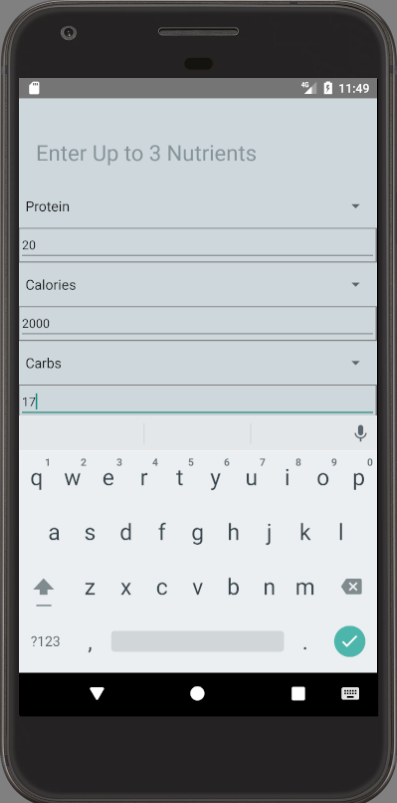 4G 11:49
Enter Up to 3 Nutrients
Protein
20
Calories
2000
Carbs
17
1 2 3 4 5 6 7 8 9 0
q w e r t y u i o p
a s d f g h j k l
z x c v b n m
?123 , .